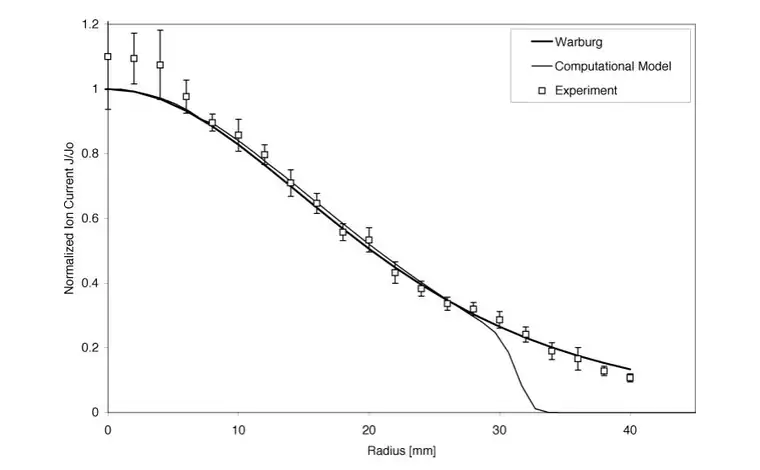 1.2
1
0.8
0.6
0.4
0.2
0
Normalized Ion Current J/Jo
Warburg
Computational Model
Experiment
0 10 20 30 40
Radius [mm]